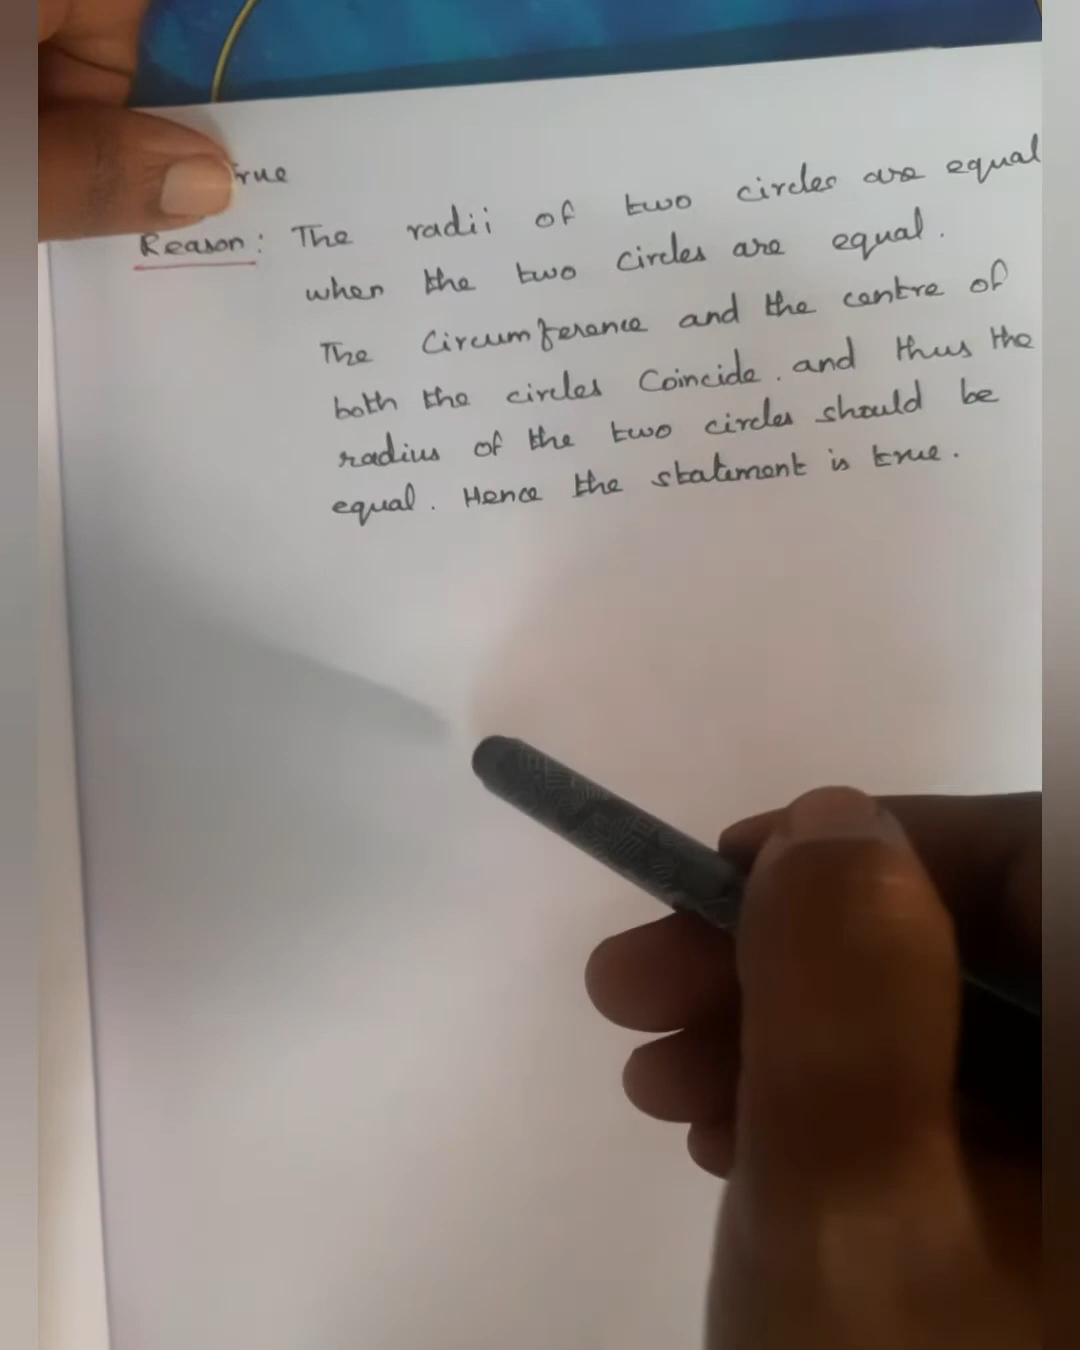 True
Reason: The radii of two circles are equal
when the two circles are equal.
The Circumference and the centre of
both the circles Coincide. and thus the
radius of the two circles should be
equal. Hence the statement is true.